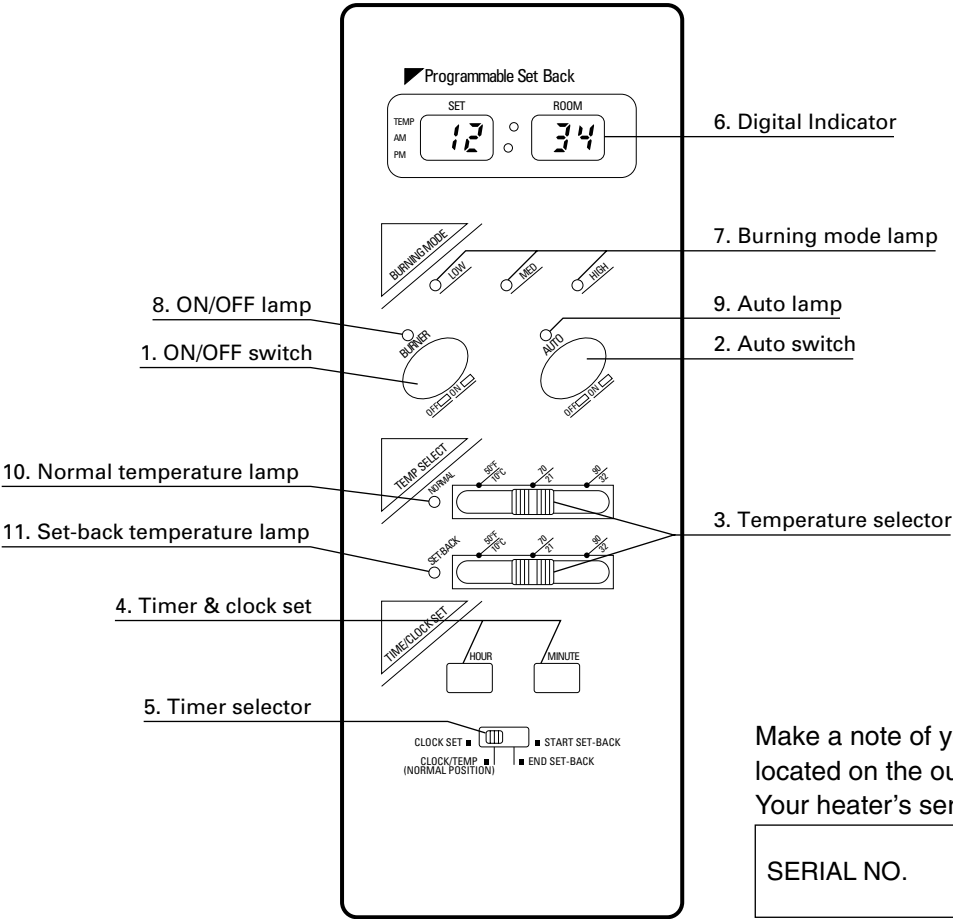 Programmable Set Back
SET ROOM
TEMP
AM
PM
12 : 34
6. Digital Indicator
BURNING MODE
LOW MED HIGH
7. Burning mode lamp
8. ON/OFF lamp
9. Auto lamp
BURNER AUTO
1. ON/OFF switch
2. Auto switch
OFF ON OFF ON
TEMP SELECT
10. Normal temperature lamp
NORMAL
50°F 70 90
10°C 21 32
3. Temperature selector
11. Set-back temperature lamp
SET-BACK
50°F 70 90
10°C 21 32
4. Timer & clock set
TIME/CLOCK SET
HOUR MINUTE
5. Timer selector
CLOCK SET ■ ■ START SET-BACK
CLOCK/TEMP ■ ■ END SET-BACK
(NORMAL POSITION)
Make a note of y
located on the ou
Your heater's ser
SERIAL NO.